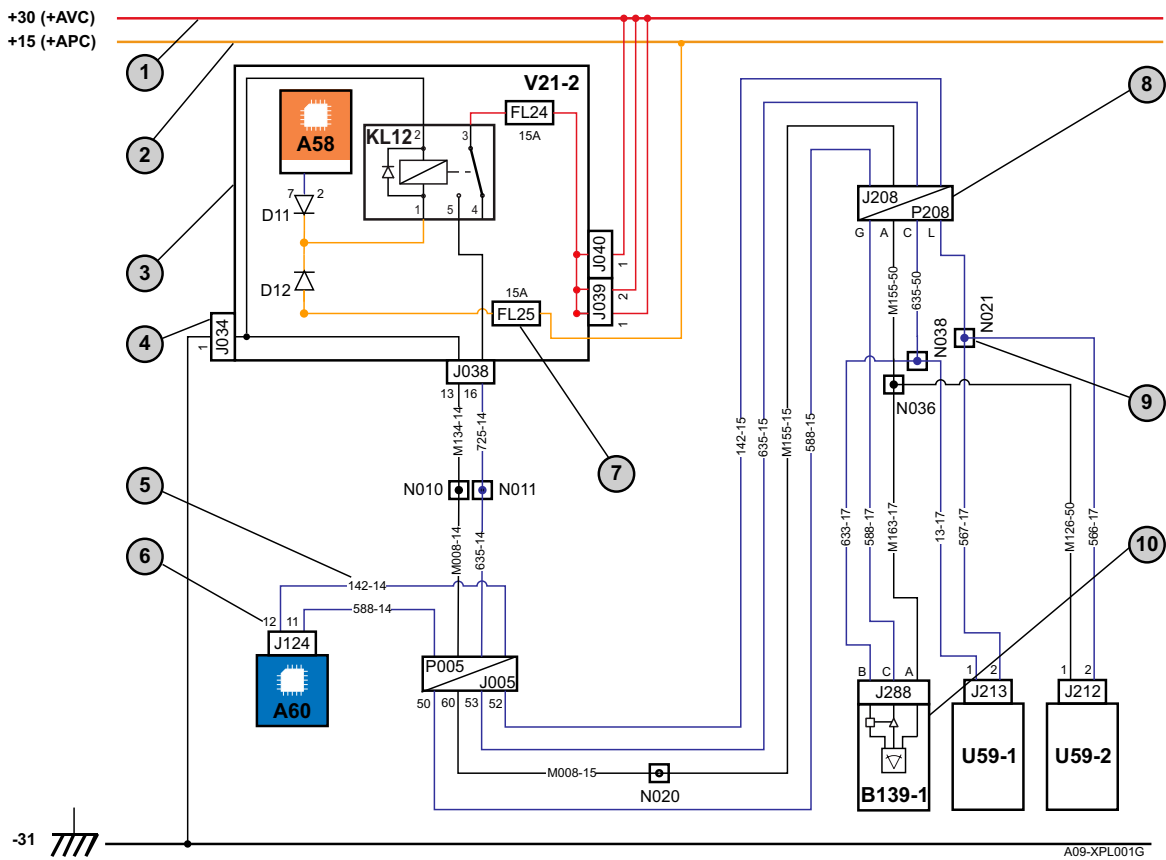 +30 (+AVC)
+15 (+APC)
1
2
3
4
5
6
7
8
9
10
V21-2
A58
7
2
D11
D12
KL12
2
3
1
5
4
FL24
15A
15A
FL25
J040
1
J039
2
1
J034
1
J038
13
16
M134-14
725-14
N010
N011
M008-14
635-14
142-14
588-14
12
11
J124
A60
P005
J005
50
60
53
52
M008-15
N020
142-15
635-15
M155-15
588-15
J208
P208
G
A
C
L
M155-50
635-50
N038
N021
N036
633-17
588-17
M163-17
13-17
567-17
M126-50
566-17
B
C
A
J288
B139-1
1
2
J213
U59-1
1
2
J212
U59-2
-31
A09-XPL001G